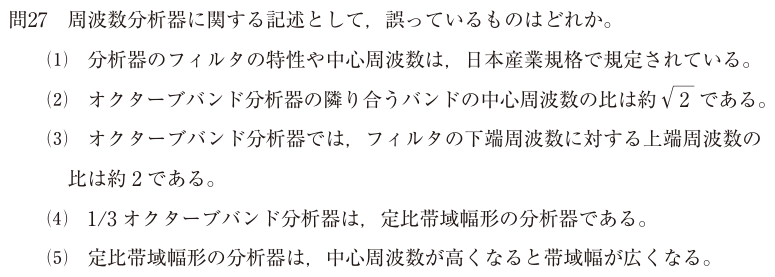 問27 周波数分析器に関する記述として，誤っているものはどれか。
⑴ 分析器のフィルタの特性や中心周波数は，日本産業規格で規定されている。
⑵ オクターブバンド分析器の隣り合うバンドの中心周波数の比は約√2 である。
⑶ オクターブバンド分析器では，フィルタの下端周波数に対する上端周波数の
比は約 2 である。
⑷ 1/3 オクターブバンド分析器は，定比帯域幅形の分析器である。
⑸ 定比帯域幅形の分析器は，中心周波数が高くなると帯域幅が広くなる。